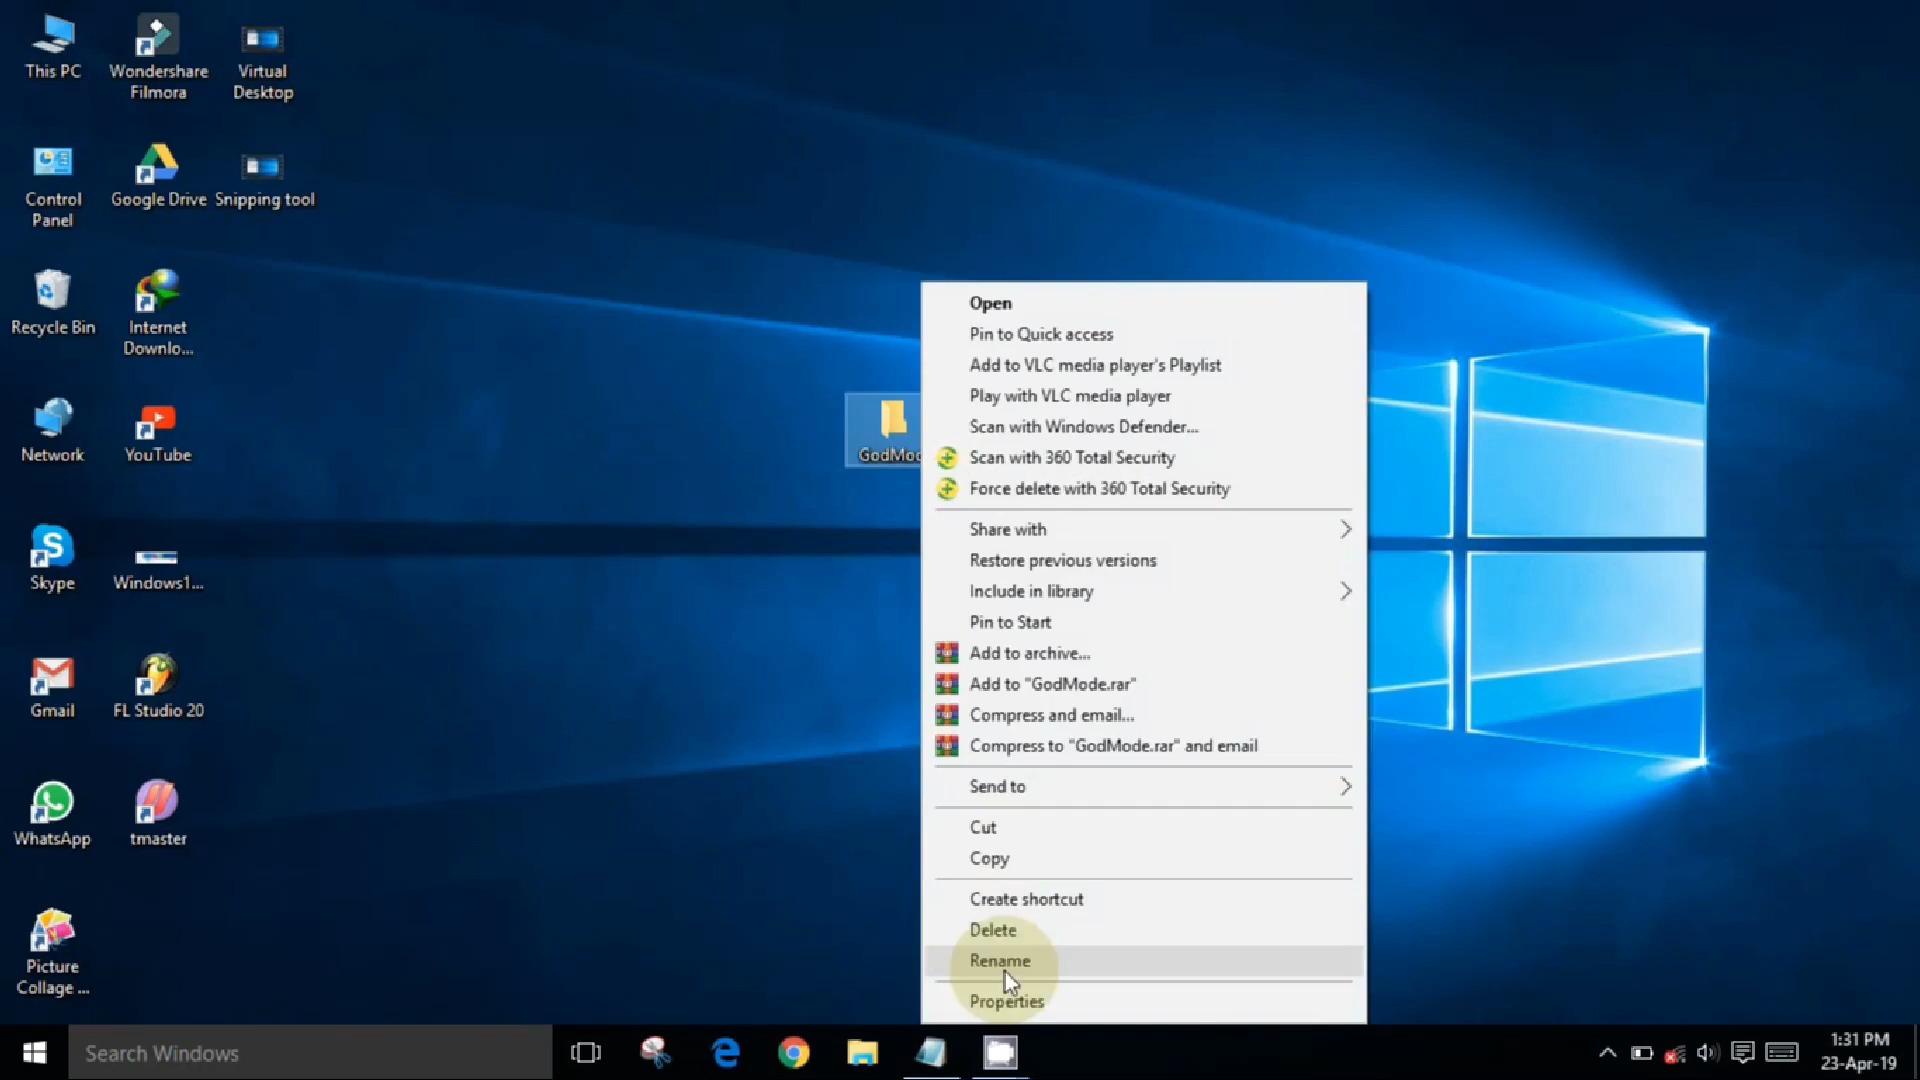 This PC
Wondershare
Filmora
Virtual
Desktop
Control
Panel
Google Drive
Snipping tool
Recycle Bin
Internet
Downlo...
Network
YouTube
Skype
Windows1...
Gmail
FL Studio 20
WhatsApp
tmaster
Picture
Collage ...
GodMod
Open
Pin to Quick access
Add to VLC media player's Playlist
Play with VLC media player
Scan with Windows Defender...
Scan with 360 Total Security
Force delete with 360 Total Security
Share with
Restore previous versions
Include in library
Pin to Start
Add to archive...
Add to "GodMode.rar"
Compress and email...
Compress to "GodMode.rar" and email
Send to
Cut
Copy
Create shortcut
Delete
Rename
Properties
Search Windows
1:31 PM
23-Apr-19